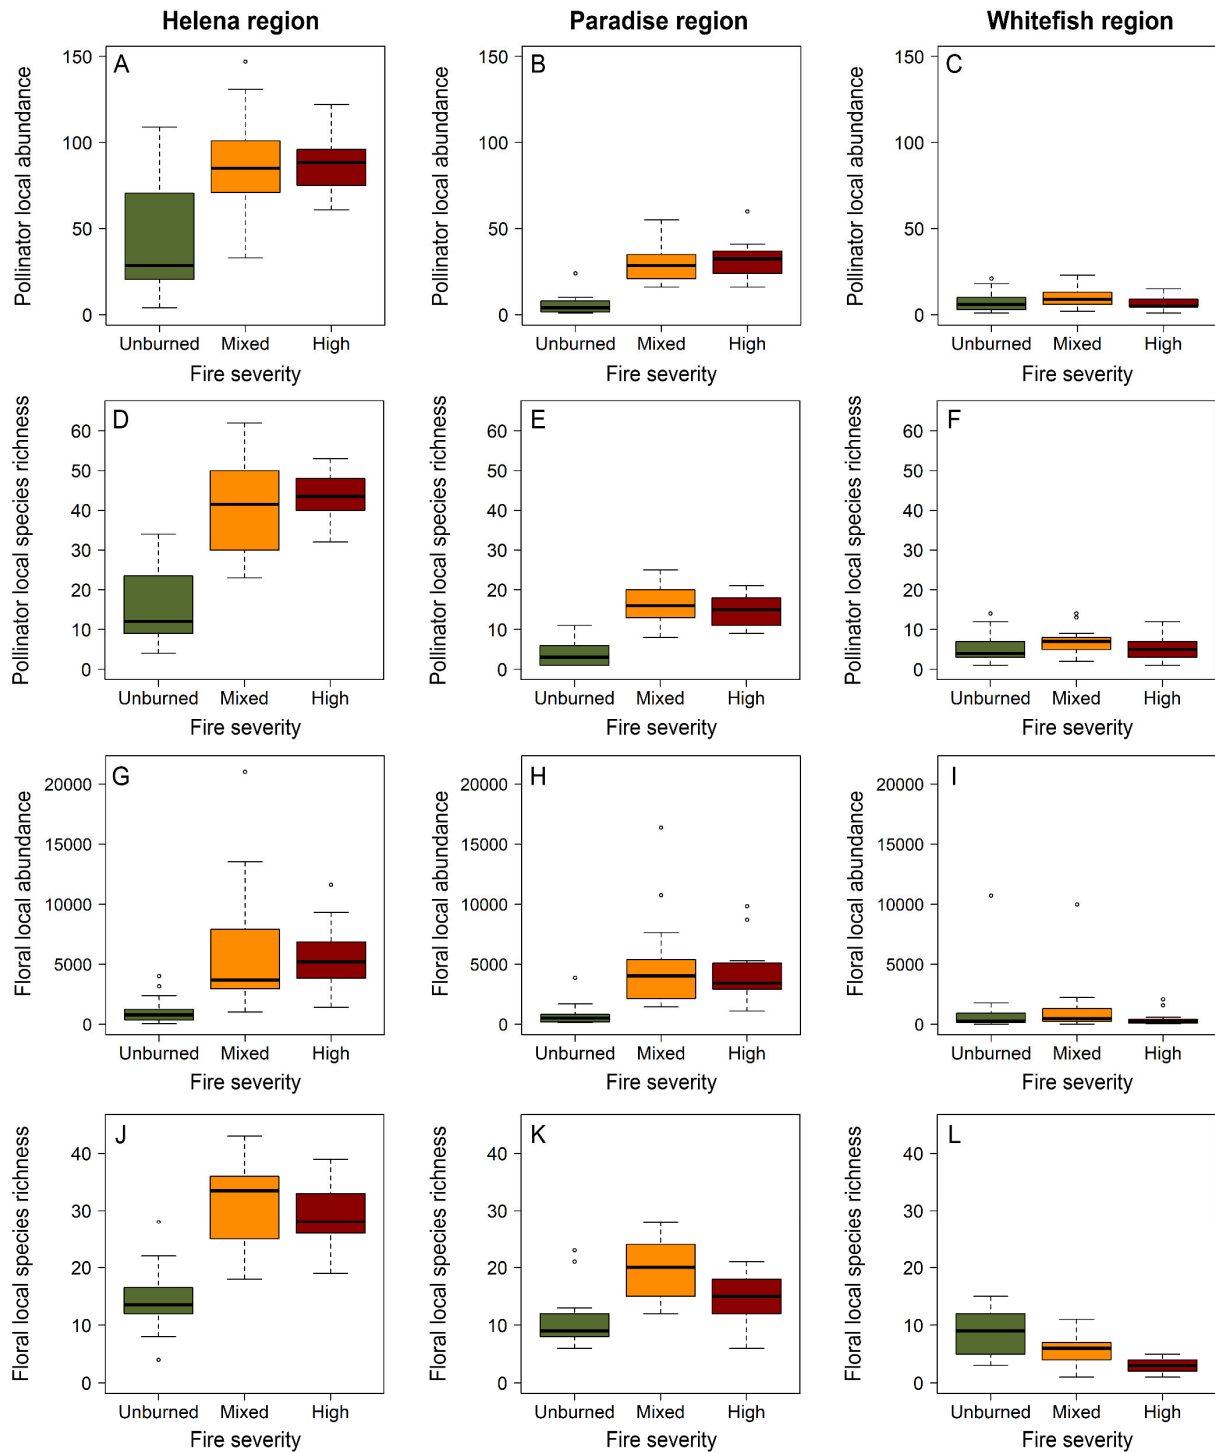 Helena region Paradise region Whitefish region
A B C
Pollinator local abundance Pollinator local abundance Pollinator local abundance
150 150 150
100 100 100
50 50 50
0 0 0
Unburned Mixed High Unburned Mixed High Unburned Mixed High
Fire severity Fire severity Fire severity
D E F
Pollinator local species richness Pollinator local species richness Pollinator local species richness
60 60 60
50 50 50
40 40 40
30 30 30
20 20 20
10 10 10
0 0 0
Unburned Mixed High Unburned Mixed High Unburned Mixed High
Fire severity Fire severity Fire severity
G H I
Floral local abundance Floral local abundance Floral local abundance
20000 20000 20000
15000 15000 15000
10000 10000 10000
5000 5000 5000
0 0 0
Unburned Mixed High Unburned Mixed High Unburned Mixed High
Fire severity Fire severity Fire severity
J K L
Floral local species richness Floral local species richness Floral local species richness
40 40 40
30 30 30
20 20 20
10 10 10
0 0 0
Unburned Mixed High Unburned Mixed High Unburned Mixed High
Fire severity Fire severity Fire severity